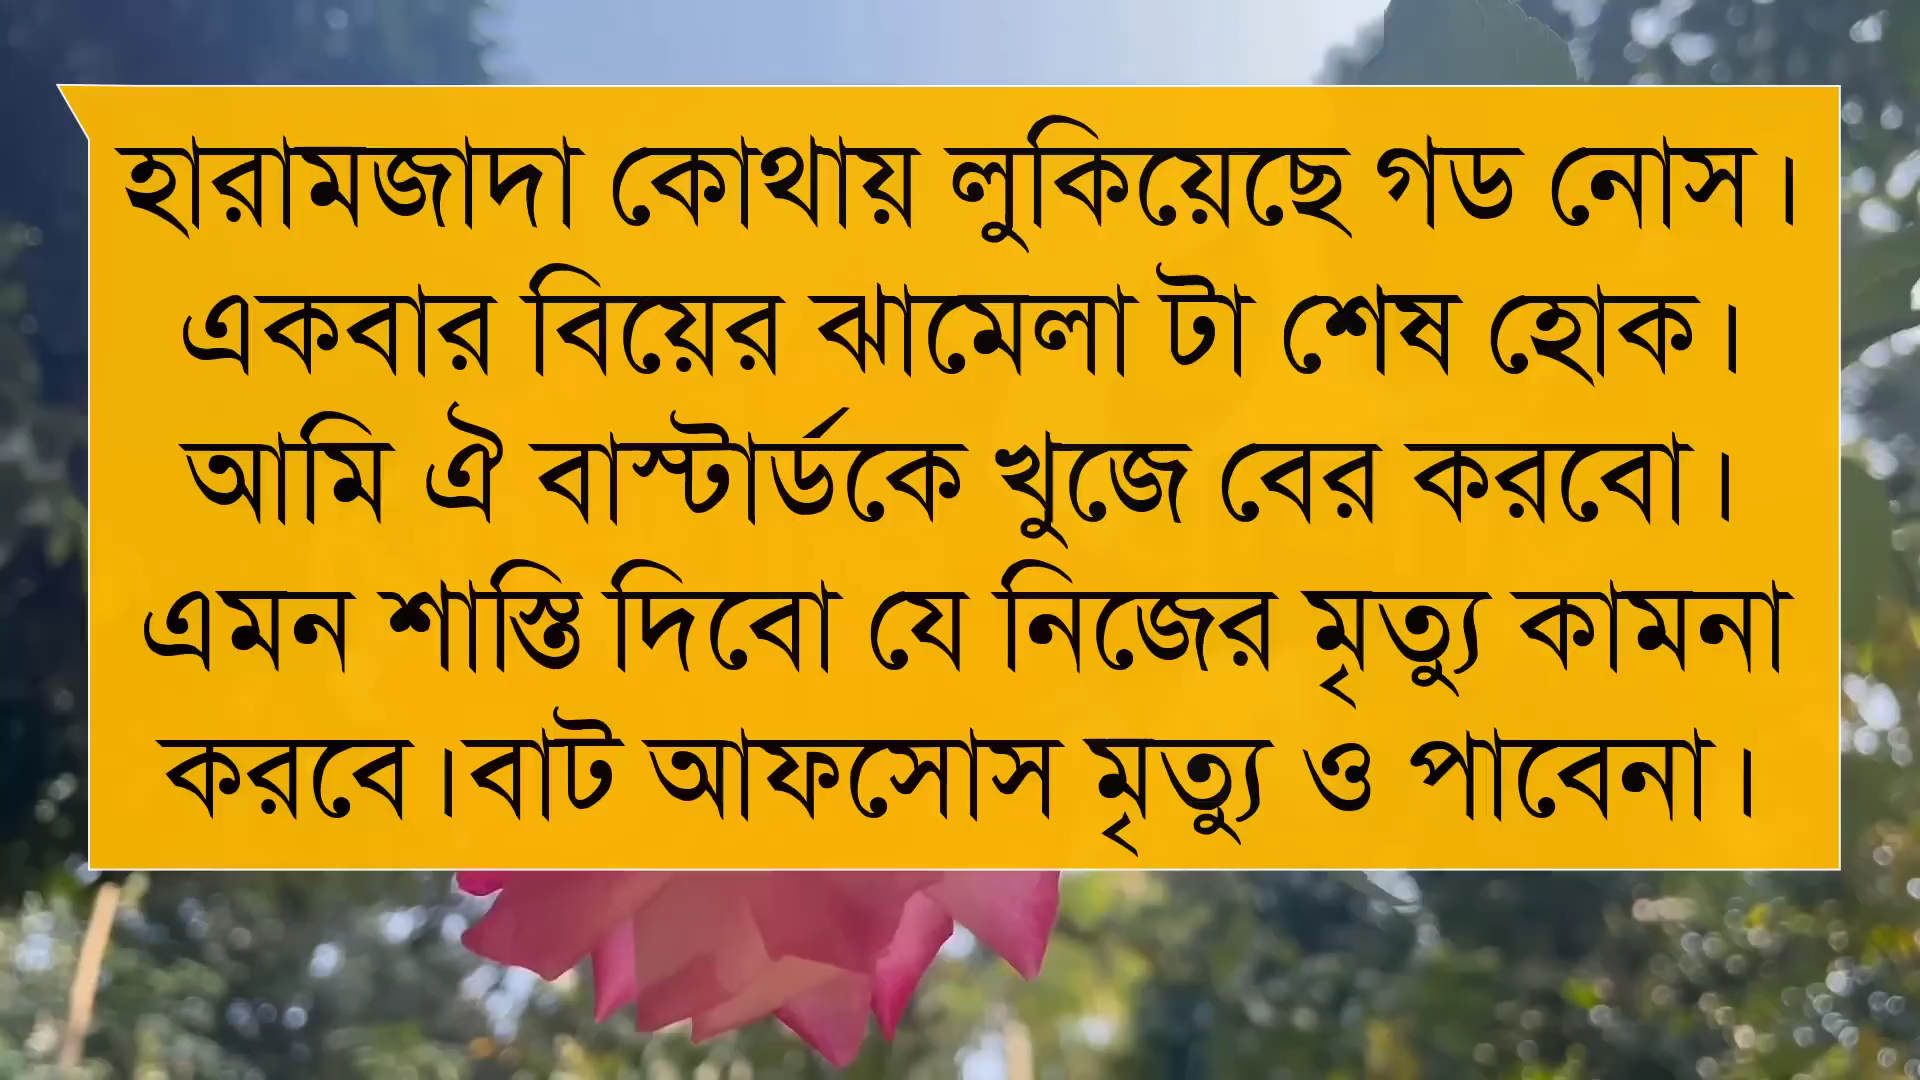 হারামজাদা কোথায় লুকিয়েছে গড নোস।
একবার বিয়ের ঝামেলা টা শেষ হোক।
আমি ঐ বাস্টার্ডকে খুজে বের করবো।
এমন শাস্তি দিবো যে নিজের মৃত্যু কামনা
করবে।বাট আফসোস মৃত্যু ও পাবেনা।